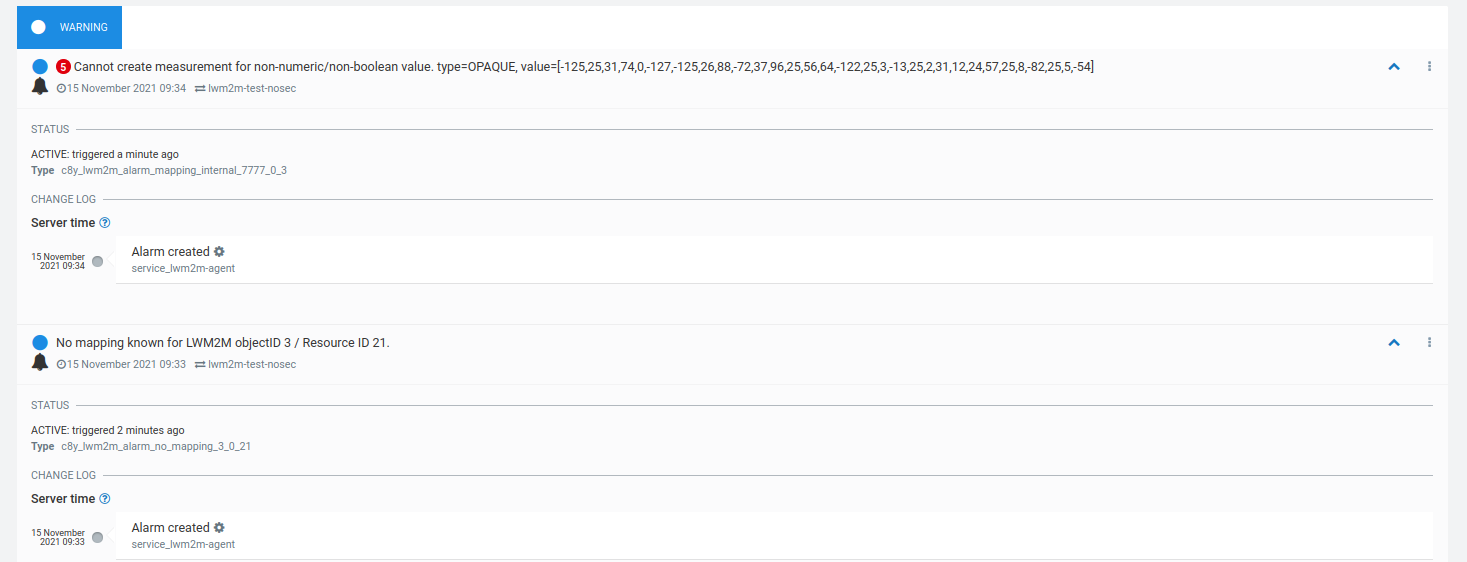 WARNING
5 Cannot create measurement for non-numeric/non-boolean value. type=OPAQUE, value=[-125,25,31,74,0,-127,-125,26,88,-72,37,96,25,56,64,-122,25,3,-13,25,2,31,12,24,57,25,8,-82,25,5,-54]
15 November 2021 09:34 lwm2m-test-nosec
STATUS
ACTIVE: triggered a minute ago
Type c8y_lwm2m_alarm_mapping_internal_7777_0_3
CHANGE LOG
Server time ?
15 November
2021 09:34
Alarm created
service_lwm2m-agent
No mapping known for LWM2M objectID 3 / Resource ID 21.
15 November 2021 09:33 lwm2m-test-nosec
STATUS
ACTIVE: triggered 2 minutes ago
Type c8y_lwm2m_alarm_no_mapping_3_0_21
CHANGE LOG
Server time ?
15 November
2021 09:33
Alarm created
service_lwm2m-agent